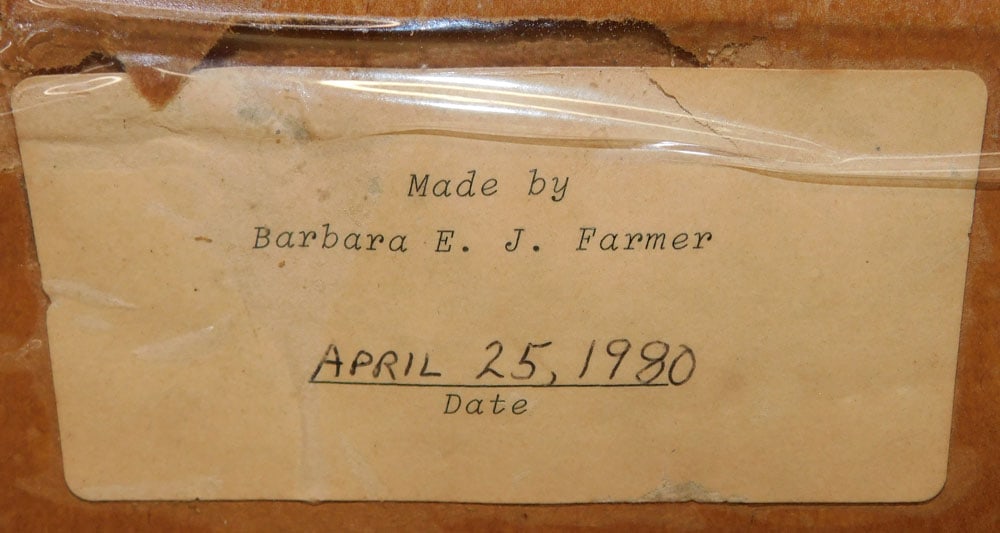 Made by
Barbara E. J. Farmer
APRIL 25, 1980
Date